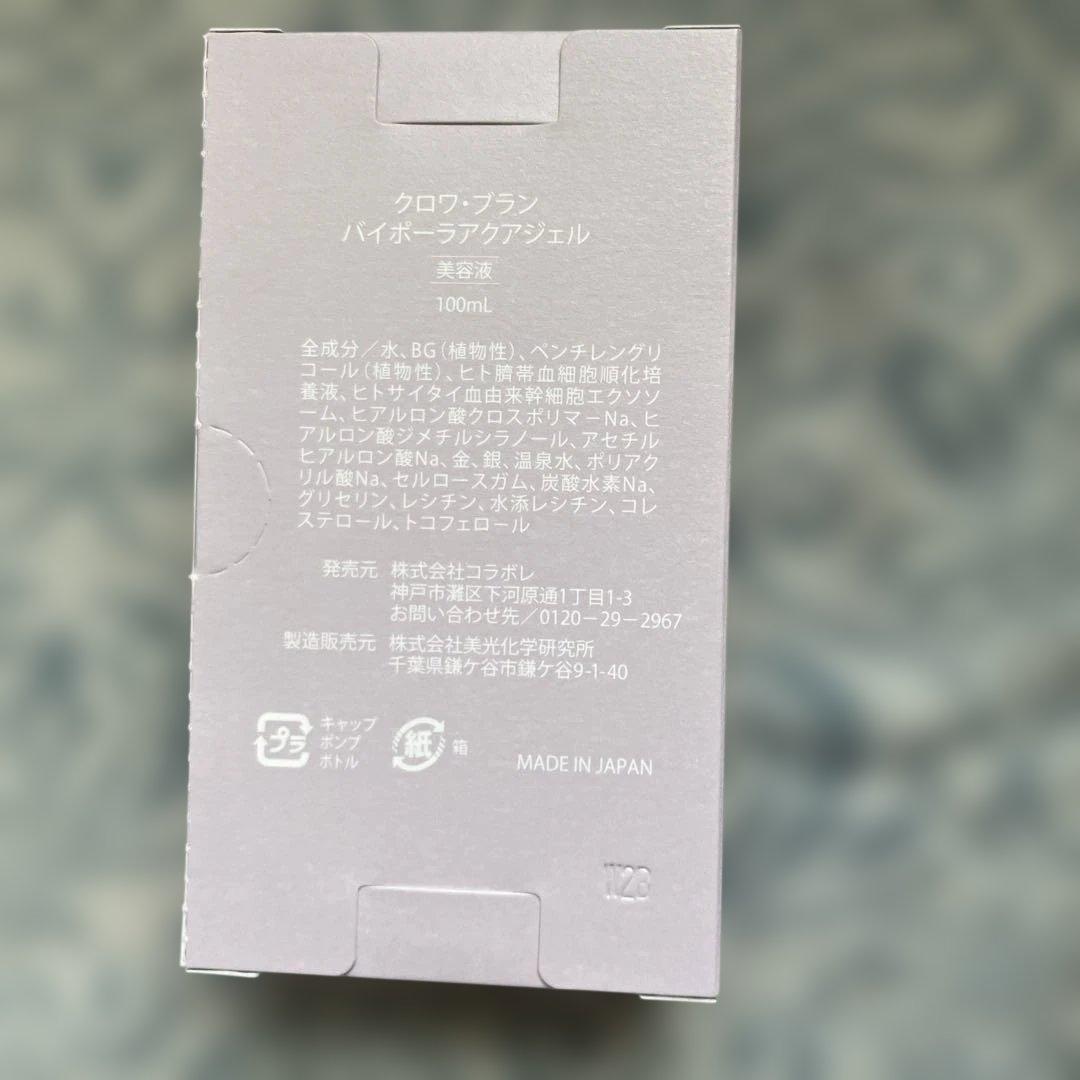 クロワ・ブラン
バイポーラアクアジェル
美容液
100mL
全成分／水、BG（植物性）、ペンチレングリ
コール（植物性）、ヒト臍帯血細胞順化培
養液、ヒトサイタイ血由来幹細胞エクソソ
ーム、ヒアルロン酸クロスポリマーNa、ヒ
アルロン酸ジメチルシラノール、アセチル
ヒアルロン酸Na、金、銀、温泉水、ポリアク
リル酸Na、セルロースガム、炭酸水素Na、
グリセリン、レシチン、水添レシチン、コレ
ステロール、トコフェロール
発売元 株式会社コラボレ
神戸市灘区下河原通1丁目1-3
お問い合わせ先／0120－29－2967
製造販売元 株式会社美光化学研究所
千葉県鎌ケ谷市鎌ケ谷9-1-40
プラ
キャップ
ポンプ
ボトル
紙
箱
MADE IN JAPAN